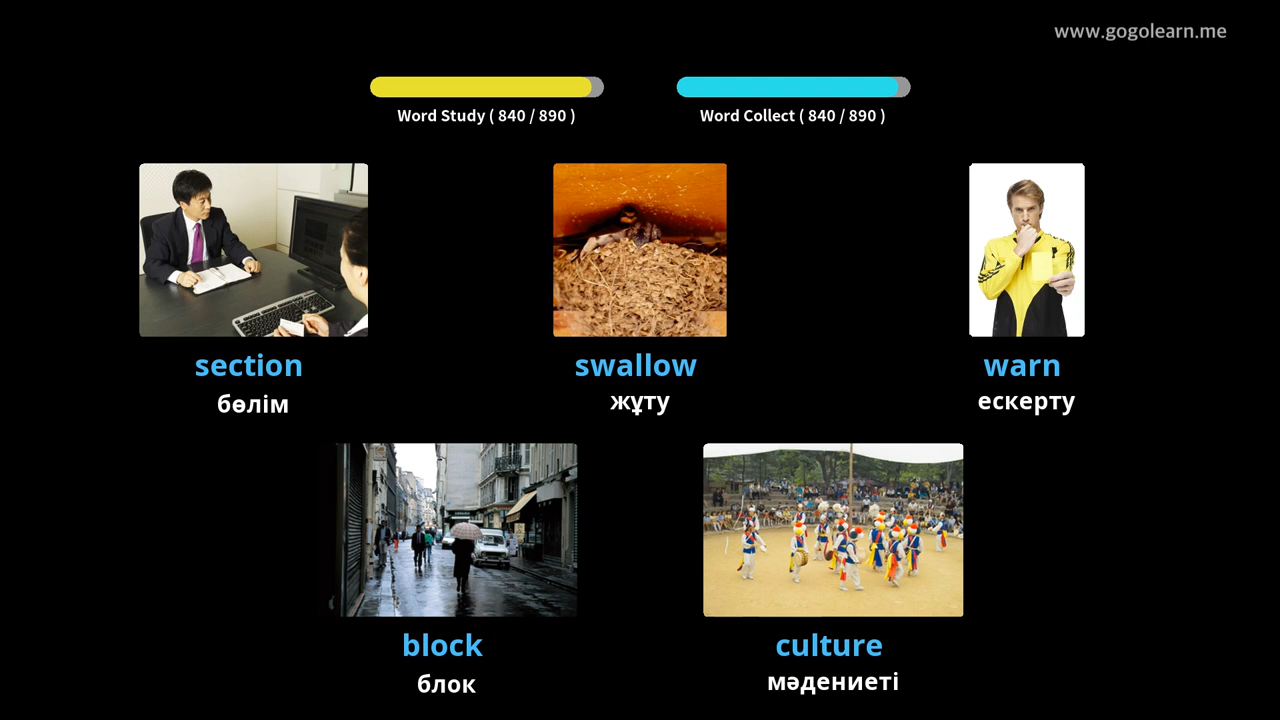 www.gogolearn.me
Word Study ( 840 / 890 )
Word Collect ( 840 / 890 )
section
бөлім
swallow
жұту
warn
ескерту
block
блок
culture
мәдениеті